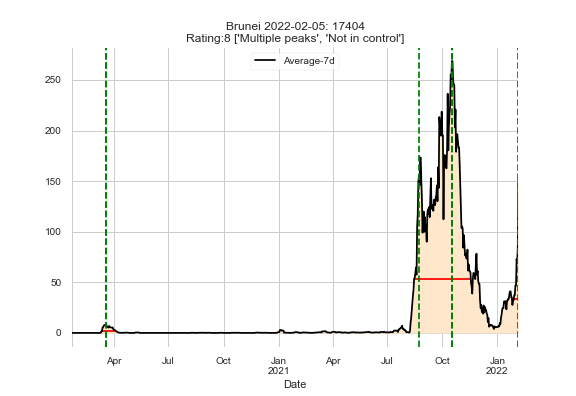 Brunei 2022-02-05: 17404
Rating:8 ['Multiple peaks', 'Not in control']
Average-7d
250
200
150
100
50
0
Apr Jul Oct Jan Apr Jul Oct Jan
2021 2022
Date